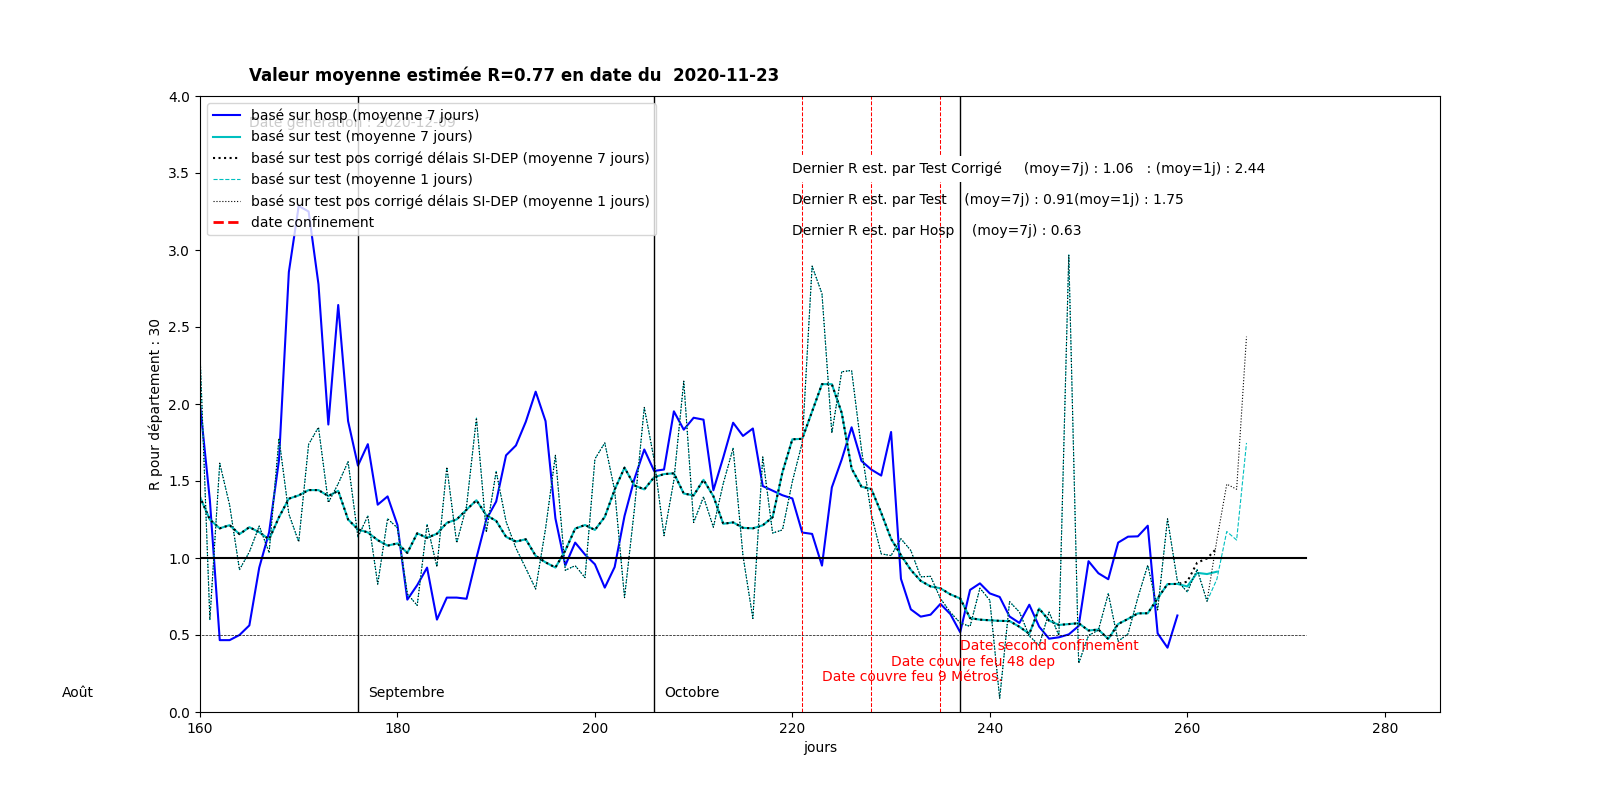 Valeur moyenne estimée R=0.77 en date du  2020-11-23
Date génération : 2020-12-09
basé sur hosp (moyenne 7 jours)
basé sur test (moyenne 7 jours)
basé sur test pos corrigé délais SI-DEP (moyenne 7 jours)
basé sur test (moyenne 1 jours)
basé sur test pos corrigé délais SI-DEP (moyenne 1 jours)
date confinement
Dernier R est. par Test Corrigé     (moy=7j) : 1.06   : (moy=1j) : 2.44
Dernier R est. par Test    (moy=7j) : 0.91(moy=1j) : 1.75
Dernier R est. par Hosp    (moy=7j) : 0.63
R pour département : 30
4.0
3.5
3.0
2.5
2.0
1.5
1.0
0.5
0.0
Date second confinement
Date couvre feu 48 dep
Date couvre feu 9 Métros.
Août
Septembre
Octobre
160
180
200
220
240
260
280
jours